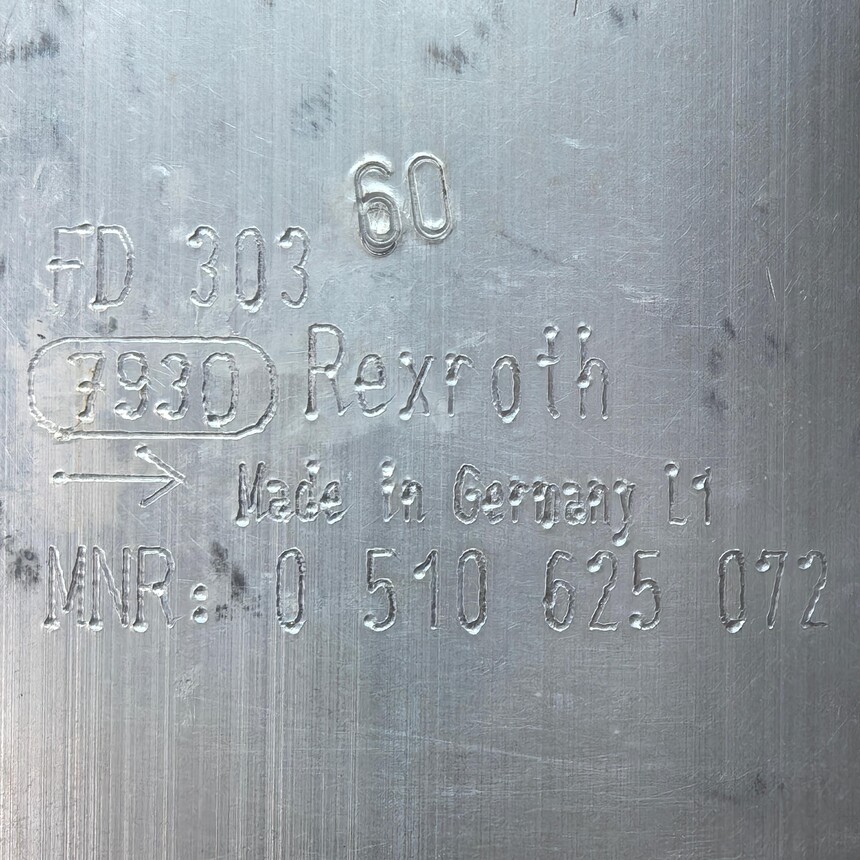 60
FD 303
7930 Rexroth
Made in Germany L1
MNR: 0 510 625 072